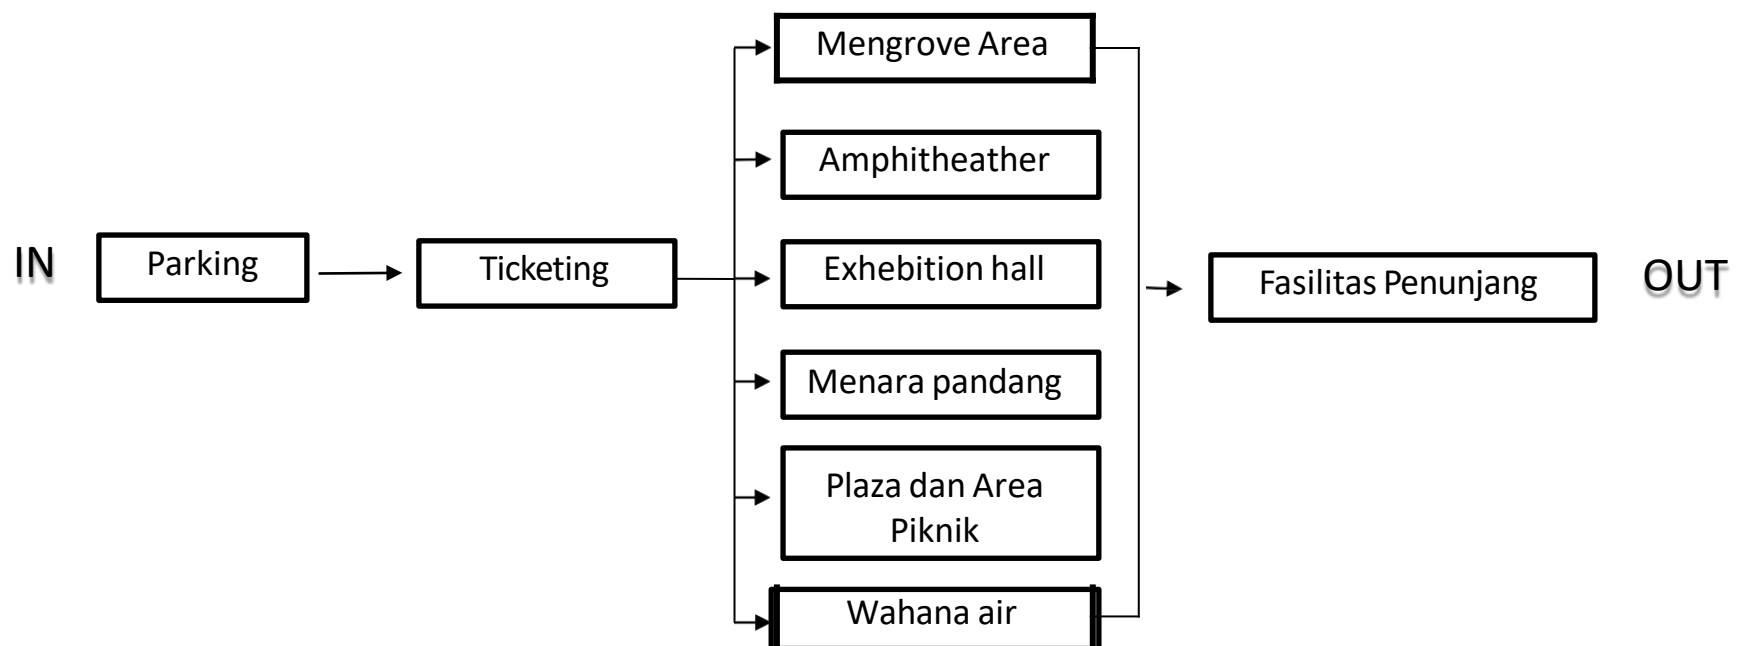 IN
Parking
Ticketing
Mengrove Area
Amphitheather
Exhebition hall
Menara pandang
Plaza dan Area
Piknik
Wahana air
Fasilitas Penunjang
OUT